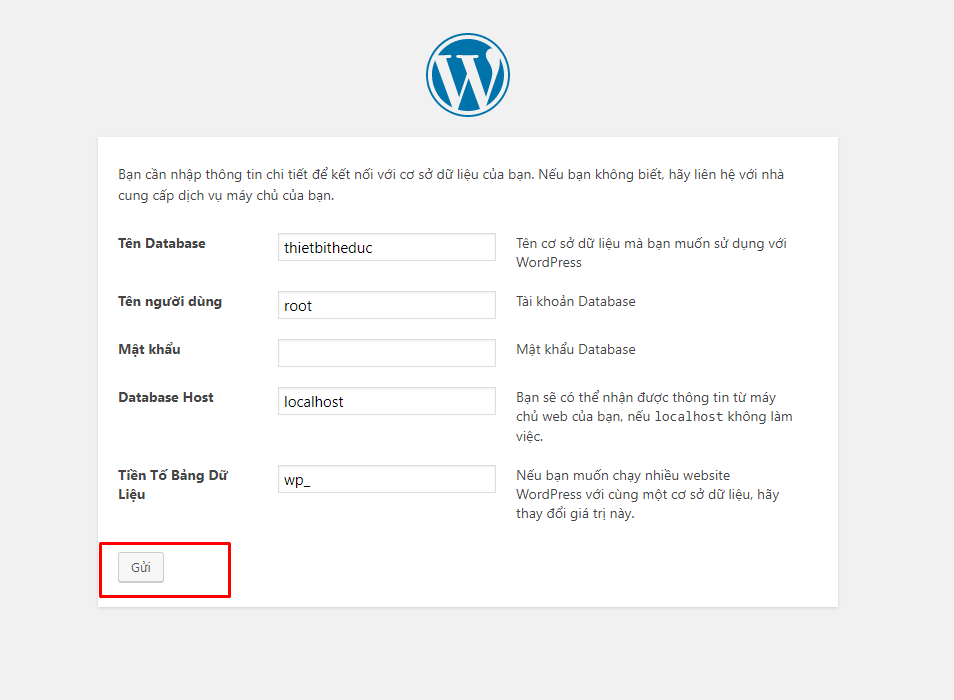 W
Bạn cần nhập thông tin chi tiết để kết nối với cơ sở dữ liệu của bạn. Nếu bạn không biết, hãy liên hệ với nhà
cung cấp dịch vụ máy chủ của bạn.
Tên Database
thietbitheduc
Tên cơ sở dữ liệu mà bạn muốn sử dụng với
WordPress
Tên người dùng
root
Tài khoản Database
Mật khẩu
Mật khẩu Database
Database Host
localhost
Bạn sẽ có thể nhận được thông tin từ máy
chủ web của bạn, nếu localhost không làm
việc.
Tiền Tố Bảng Dữ
Liệu
wp_
Nếu bạn muốn chạy nhiều website
WordPress với cùng một cơ sở dữ liệu, hãy
thay đổi giá trị này.
Gửi